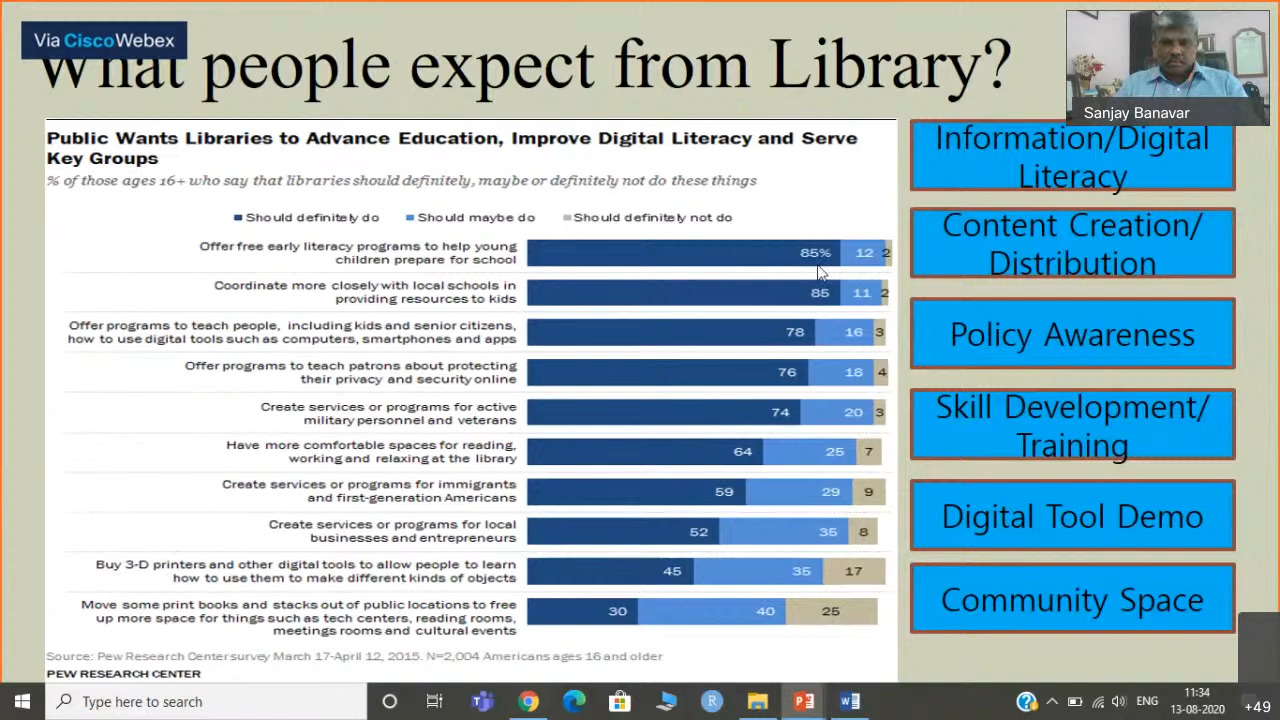 Via CiscoWebex
What people expect from Library?
Sanjay Banavar
Public Wants Libraries to Advance Education, Improve Digital Literacy and Serve
Key Groups
% of those ages 16+ who say that libraries should definitely, maybe or definitely not do these things
Should definitely do Should maybe do Should definitely not do
Offer free early literacy programs to help young
children prepare for school
85% 12 2
Coordinate more closely with local schools in
providing resources to kids
85 11 2
Offer programs to teach people, including kids and senior citizens,
how to use digital tools such as computers, smartphones and apps
78 16 3
Offer programs to teach patrons about protecting
their privacy and security online
76 18 4
Create services or programs for active
military personnel and veterans
74 20 3
Have more comfortable spaces for reading,
working and relaxing at the library
64 25 7
Create services or programs for immigrants
and first-generation Americans
59 29 9
Create services or programs for local
businesses and entrepreneurs
52 35 8
Buy 3-D printers and other digital tools to allow people to learn
how to use them to make different kinds of objects
45 35 17
Move some print books and stacks out of public locations to free
up more space for things such as tech centers, reading rooms,
meetings rooms and cultural events
30 40 25
Source: Pew Research Center survey March 17-April 12, 2015. N=2,004 Americans ages 16 and older
PEW RESEARCH CENTER
Information/Digital
Literacy
Content Creation/
Distribution
Policy Awareness
Skill Development/
Training
Digital Tool Demo
Community Space
Type here to search
R
ENG
11:34
13-08-2020
+49